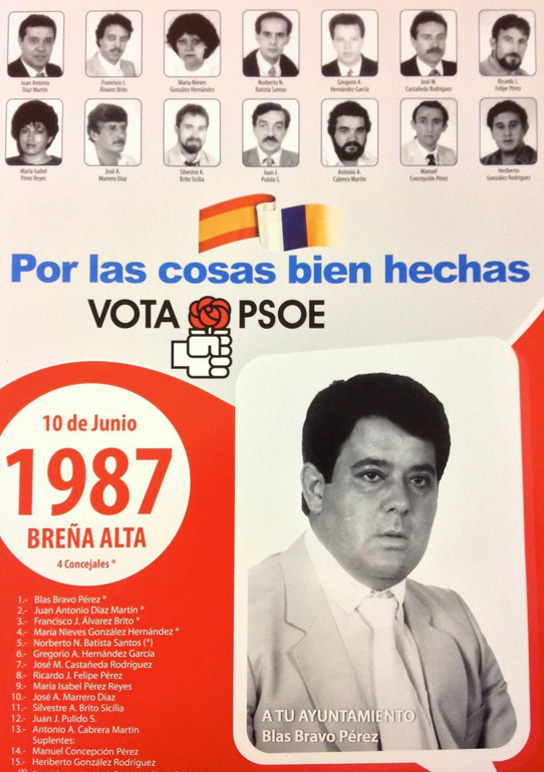 Juan Antonio
Díaz Martín
Francisco J.
Álvarez Brito
María Nieves
González Hernández
Norberto N.
Batista Santos
Gregorio A.
Hernández García
José M.
Castañeda Rodríguez
Ricardo J.
Felipe Pérez
María Isabel
Pérez Reyes
José A.
Marrero Díaz
Silvestre A.
Brito Sicilia
Juan J.
Pulido S.
Antonio A.
Cabrera Martín
Manuel
Concepción Pérez
Heriberto
González Rodríguez
Por las cosas bien hechas
VOTA PSOE
10 de Junio
1987
BREÑA ALTA
4 Concejales *
1.- Blas Bravo Pérez *
2.- Juan Antonio Díaz Martín *
3.- Francisco J. Álvarez Brito *
4.- María Nieves González Hernández *
5.- Norberto N. Batista Santos (*)
6.- Gregorio A. Hernández García
7.- José M. Castañeda Rodríguez
8.- Ricardo J. Felipe Pérez
9.- María Isabel Pérez Reyes
10.- José A. Marrero Díaz
11.- Silvestre A. Brito Sicilia
12.- Juan J. Pulido S.
13.- Antonio A. Cabrera Martín
Suplentes:
14.- Manuel Concepción Pérez
15.- Heriberto González Rodríguez
A TU AYUNTAMIENTO
Blas Bravo Pérez